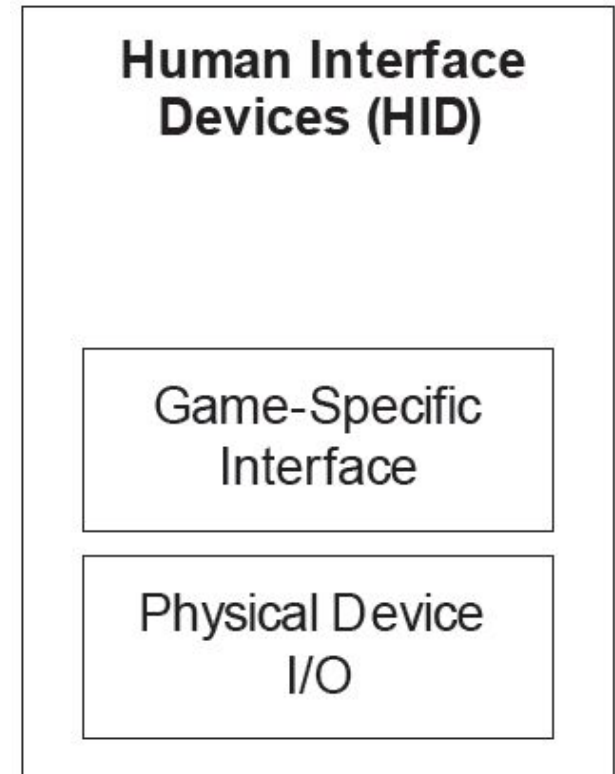 Human Interface
Devices (HID)
Game-Specific
Interface
Physical Device
I/O